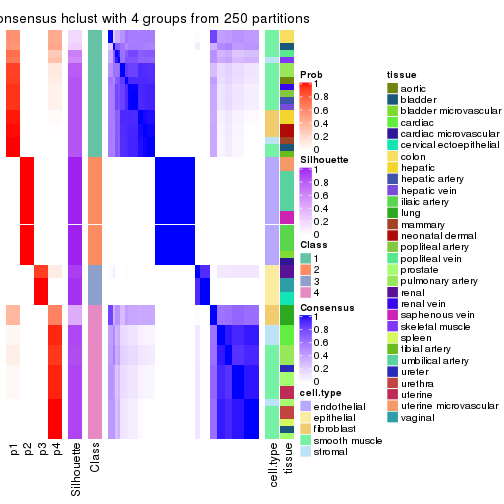 onsensus hclust with 4 groups from 250 partitions
Prob
1
0.8
0.6
0.4
0.2
0
Silhouette
1
0.8
0.6
0.4
0.2
0
Class
1
2
3
4
Consensus
1
0.8
0.6
0.4
0.2
0
cell.type
endothelial
epithelial
fibroblast
smooth muscle
stromal
tissue
aortic
bladder
bladder microvascular
cardiac
cardiac microvascular
cervical ectoepithelial
colon
hepatic
hepatic artery
hepatic vein
iliaic artery
lung
mammary
neonatal dermal
popliteal artery
popliteal vein
prostate
pulmonary artery
renal
renal vein
saphenous vein
skeletal muscle
spleen
tibial artery
umbilical artery
ureter
urethra
uterine
uterine microvascular
vaginal
p1
p2
p3
p4
Silhouette
Class
cell.type
tissue